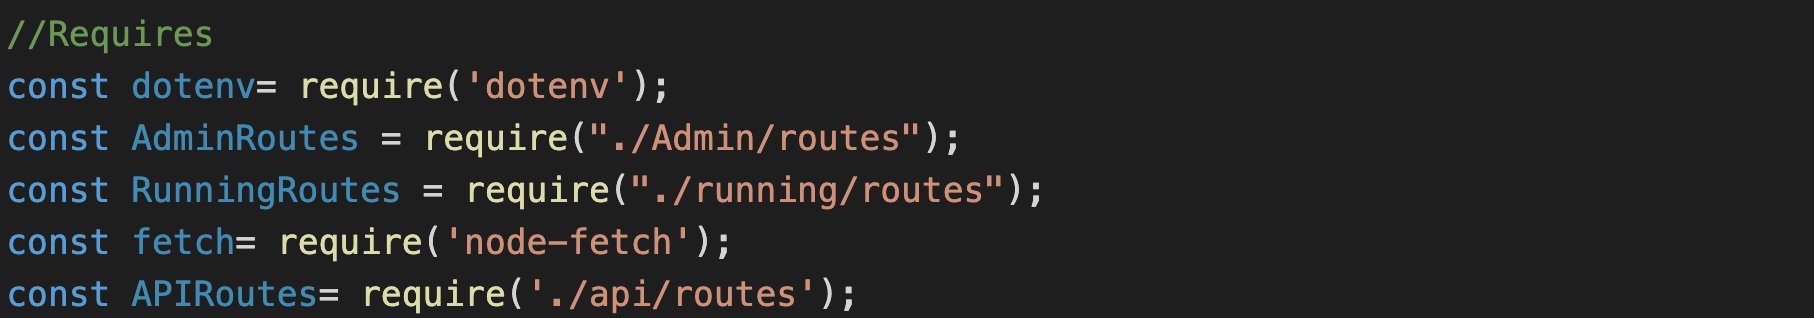 //Requires
const dotenv= require('dotenv');
const AdminRoutes = require("./Admin/routes");
const RunningRoutes = require("./running/routes");
const fetch= require('node-fetch');
const APIRoutes= require('./api/routes');